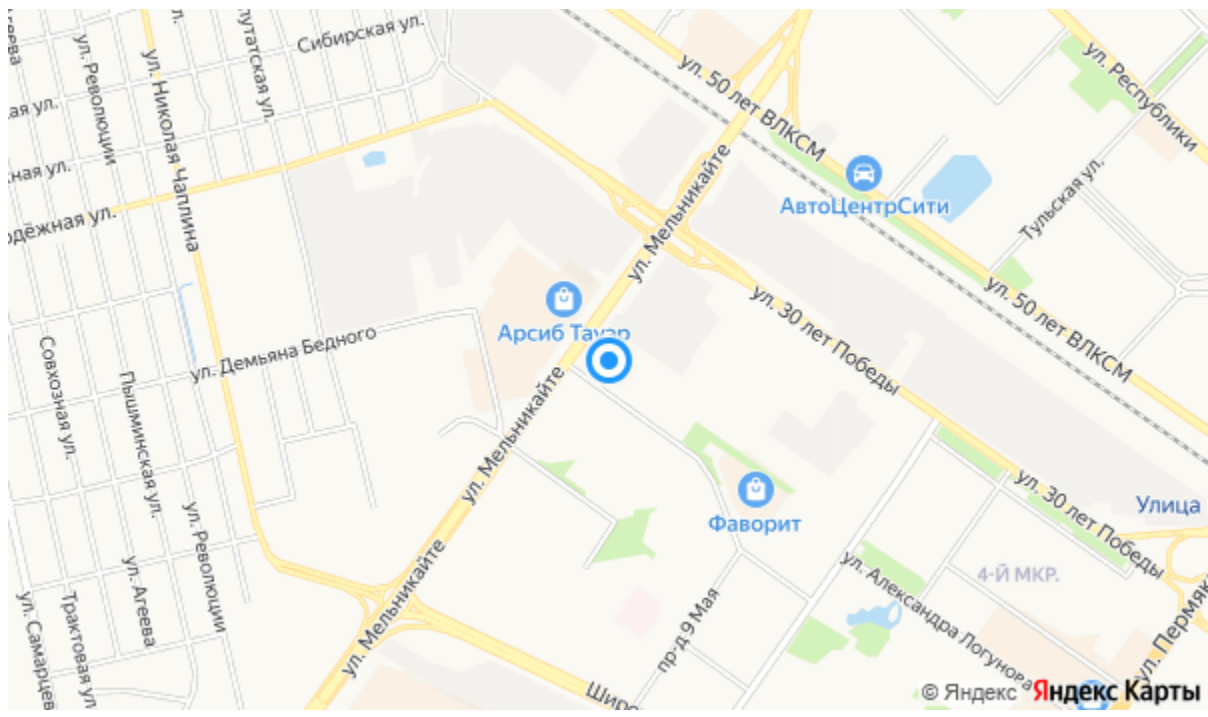 Сибирская ул.
ул. Революции
ул. Николая Чаплина
ул. 50 лет ВЛКСМ
ул. Республики
АвтоЦентрСити
Тульская ул.
ул. Мельникайте
ул. 50 лет ВЛКСМ
ул. 30 лет Победы
Арсиб Тауэр
ул. Демьяна Бедного
Совхозная ул.
Пышминская ул.
ул. Мельникайте
Фаворит
ул. 30 лет Победы
Улица
4-Й МКР.
ул. Революции
ул. Агеева
Трактовая ул.
ул. Мельникайте
пр-д 9 Мая
ул. Александра Логунова
© Яндекс Яндекс Карты